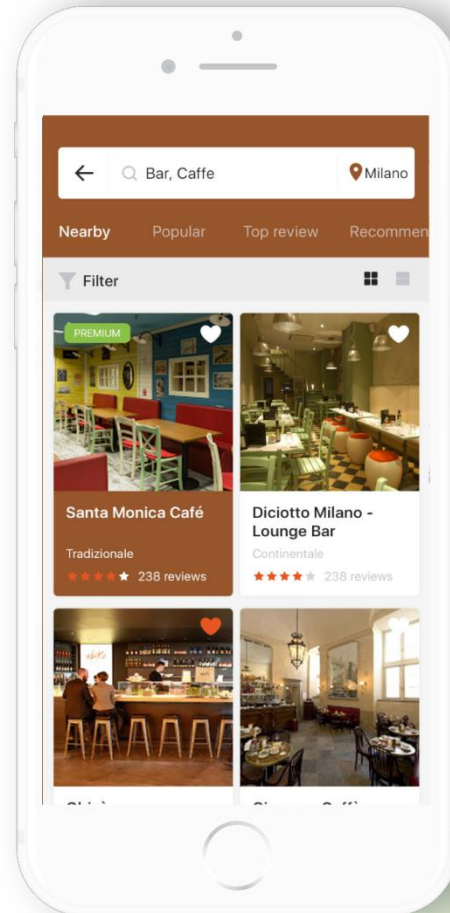 Bar, Caffe
Milano
Nearby Popular Top review Recommen
Filter
PREMIUM
Santa Monica Café
Tradizionale
238 reviews
Diciotto Milano -
Lounge Bar
Continentale
238 reviews